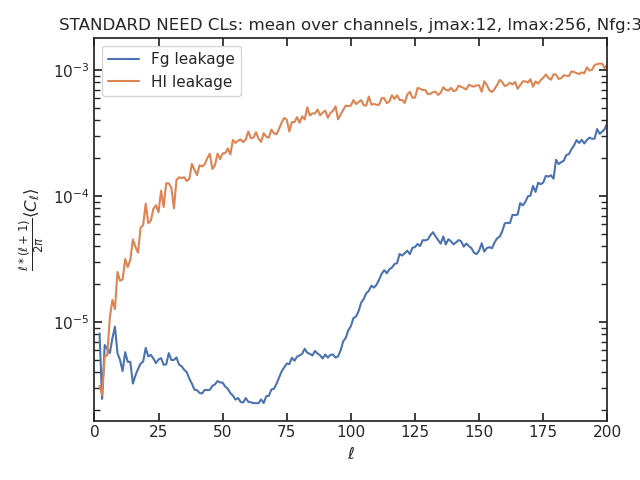 STANDARD NEED CLs: mean over channels, jmax:12, lmax:256, Nfg:3
Fg leakage
HI leakage
10⁻³
10⁻⁴
10⁻⁵
ℓ*(ℓ+1)/2π ⟨Cℓ⟩
0 25 50 75 100 125 150 175 200
ℓ